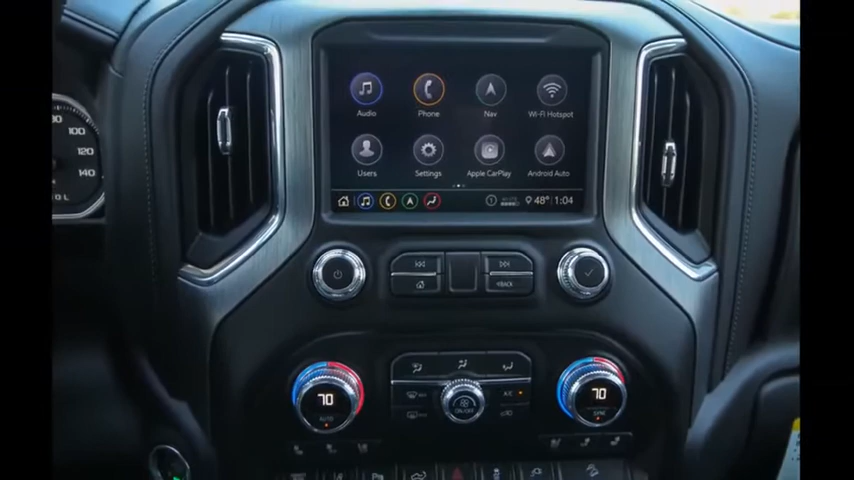 80
100
120
140
Audio Phone Nav Wi-Fi Hotspot
Users Settings Apple CarPlay Android Auto
48° 1:04
BACK
70 AUTO
A/C
ON/OFF
AUTO
70 SYNC